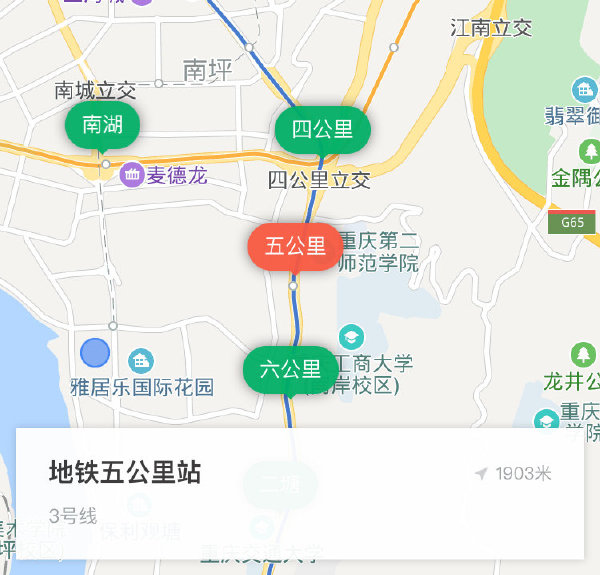 江南立交
南坪
南城立交
翡翠御
南湖
四公里
麦德龙
四公里立交
金隅公
G65
五公里
重庆第二
师范学院
六公里
工商大学
岸校区)
雅居乐国际花园
龙井公
重庆
学院
地铁五公里站
1903米
3号线
二塘
保利观塘
重庆交通大学